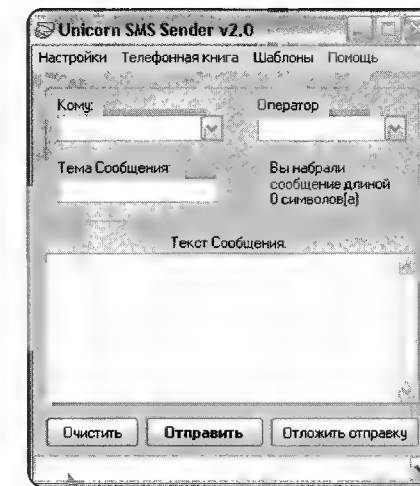 Unicorn SMS Sender v2.0
Настройки Телефонная книга Шаблоны Помощь
Кому: Оператор
Тема Сообщения
Вы набрали
сообщение длиной
0 символов(а)
Текст Сообщения
Очистить Отправить Отложить отправку